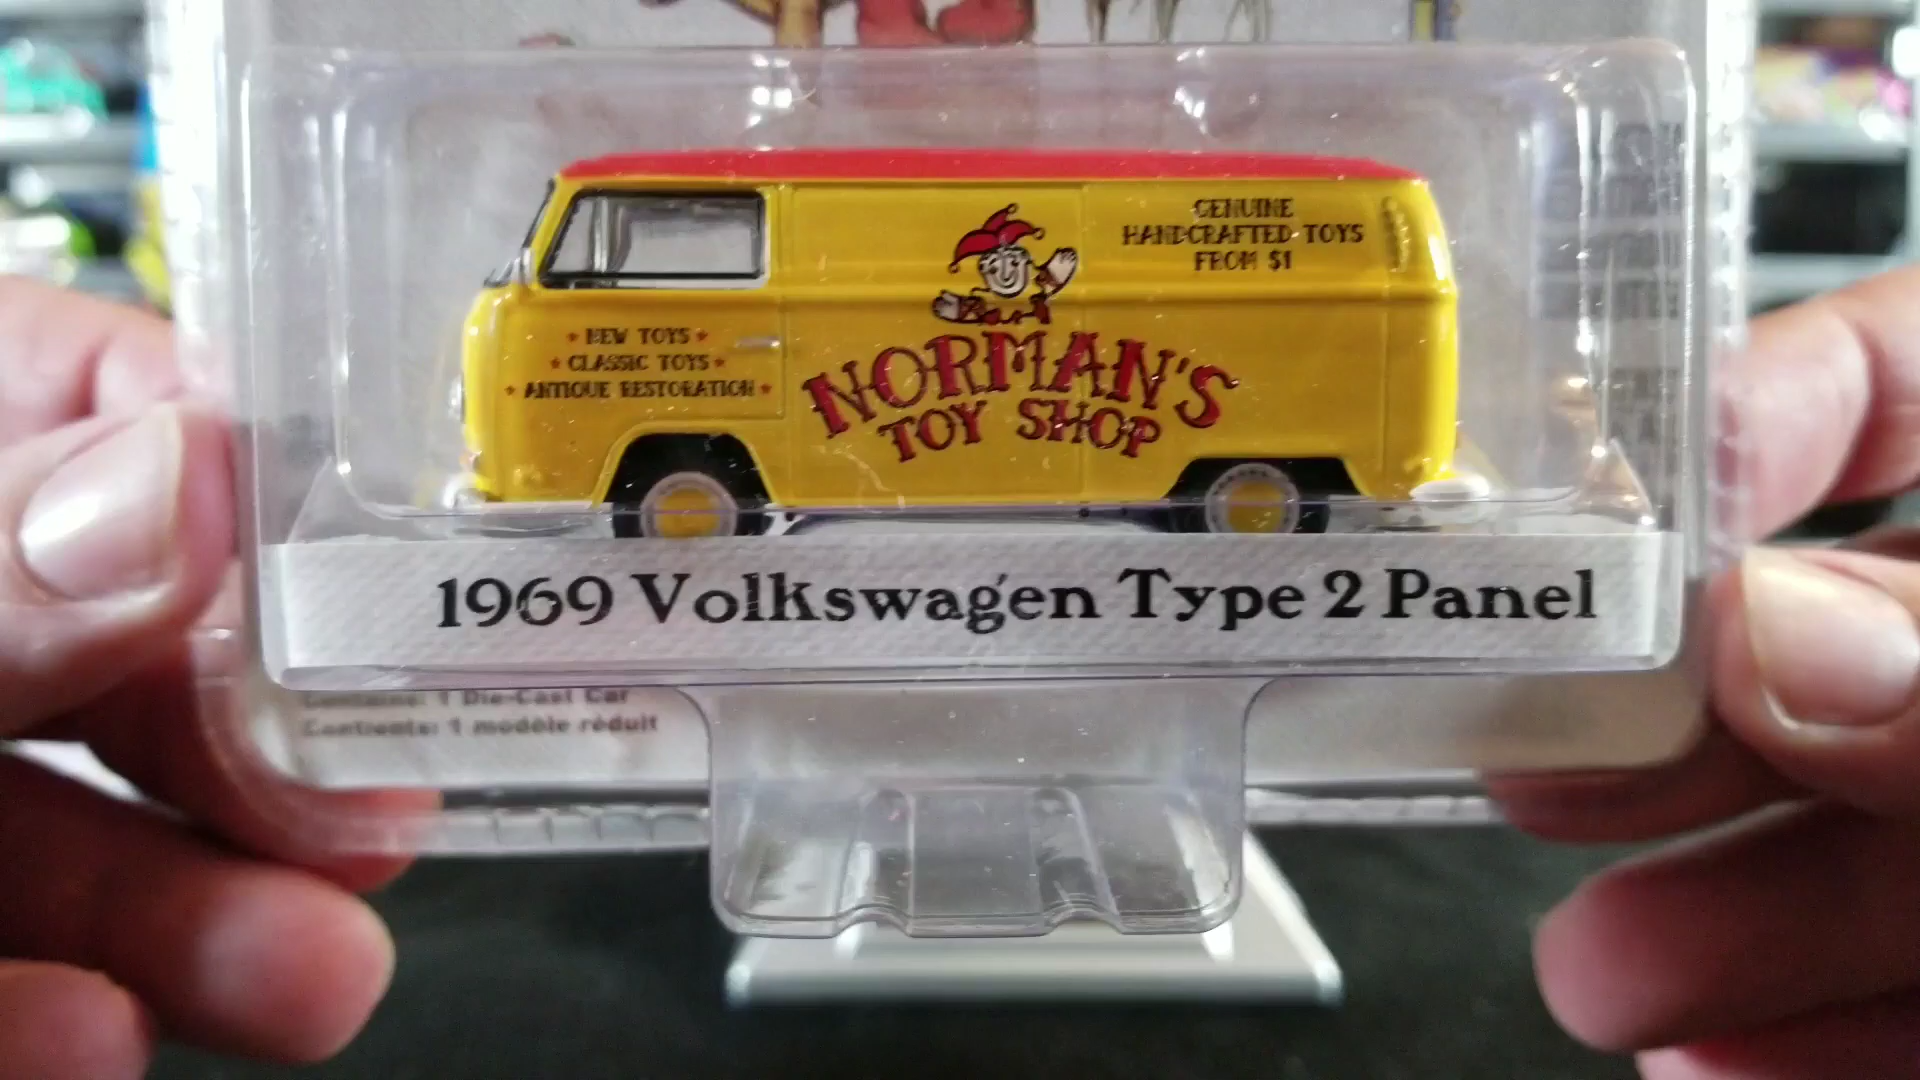 GENUINE
HANDCRAFTED TOYS
FROM $1
NEW TOYS
CLASSIC TOYS
ANTIQUE RESTORATION
NORMAN'S
TOY SHOP
1969 Volkswagen Type 2 Panel
Contains: 1 Die-Cast Car
Contients: 1 modèle réduit